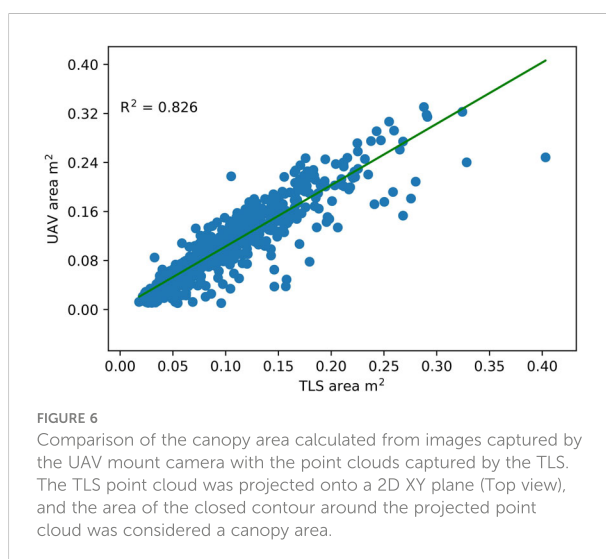 0.40
0.32
0.24
0.16
0.08
0.00
UAV area m²
R² = 0.826
0.00 0.05 0.10 0.15 0.20 0.25 0.30 0.35 0.40
TLS area m²
FIGURE 6
Comparison of the canopy area calculated from images captured by
the UAV mount camera with the point clouds captured by the TLS.
The TLS point cloud was projected onto a 2D XY plane (Top view),
and the area of the closed contour around the projected point
cloud was considered a canopy area.